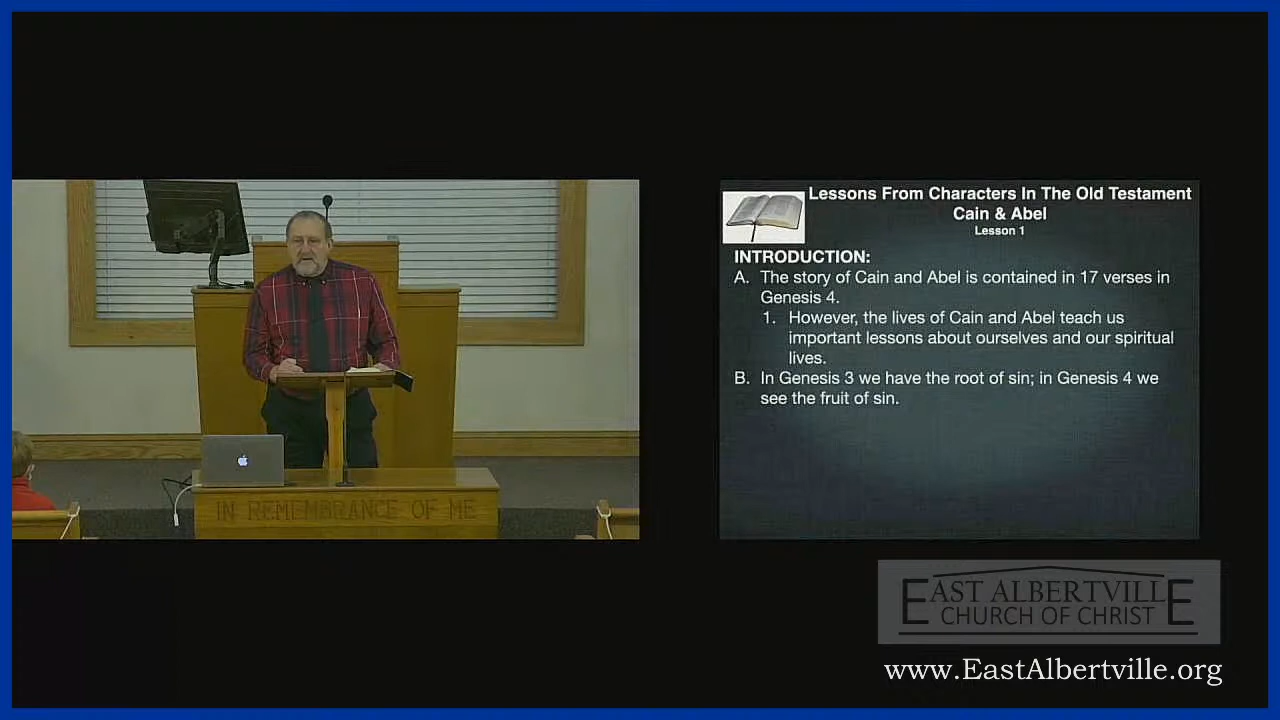 Lessons From Characters In The Old Testament
Cain & Abel
Lesson 1
INTRODUCTION:
A. The story of Cain and Abel is contained in 17 verses in
Genesis 4.
1. However, the lives of Cain and Abel teach us
important lessons about ourselves and our spiritual
lives.
B. In Genesis 3 we have the root of sin; in Genesis 4 we
see the fruit of sin.
IN REMEMBRANCE OF ME
EAST ALBERTVILLE
CHURCH OF CHRIST
www.EastAlbertville.org